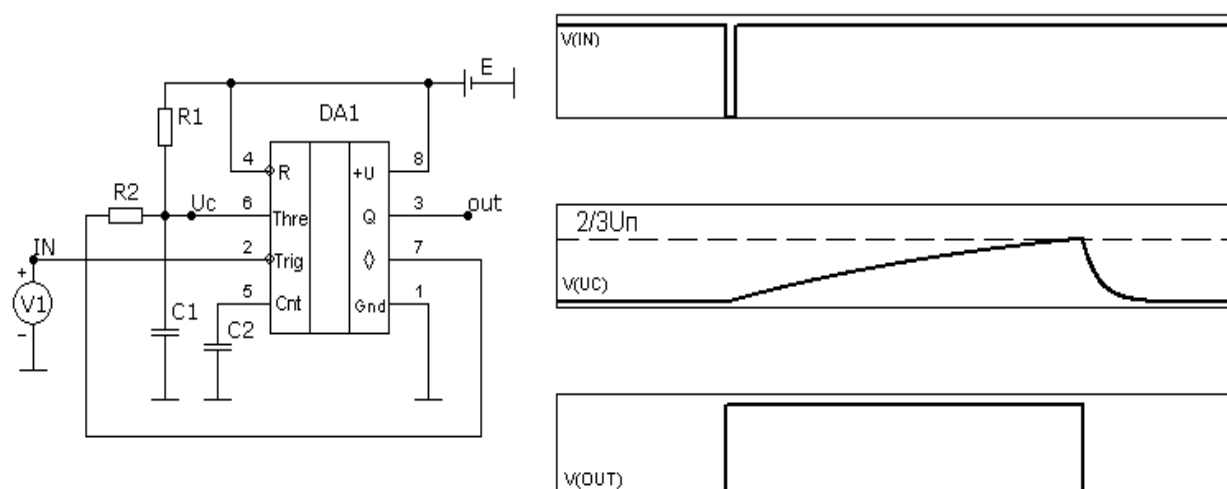 E
DA1
R1
4
R
+U
8
R2
Uc
6
Thre
Q
3
out
IN
2
Trig
◊
7
+
V1
-
5
Cnt
Gnd
1
C1
C2
V(IN)
2/3Uп
V(UC)
V(OUT)